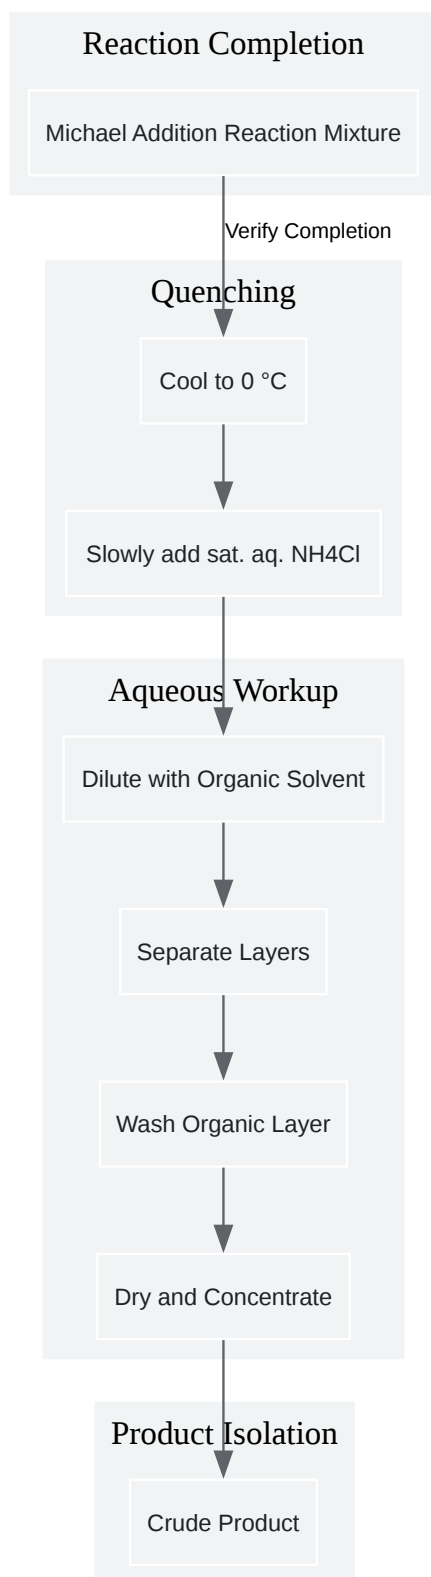 Reaction Completion
Michael Addition Reaction Mixture
Verify Completion
Quenching
Cool to 0 °C
Slowly add sat. aq. NH4Cl
Aqueous Workup
Dilute with Organic Solvent
Separate Layers
Wash Organic Layer
Dry and Concentrate
Product Isolation
Crude Product